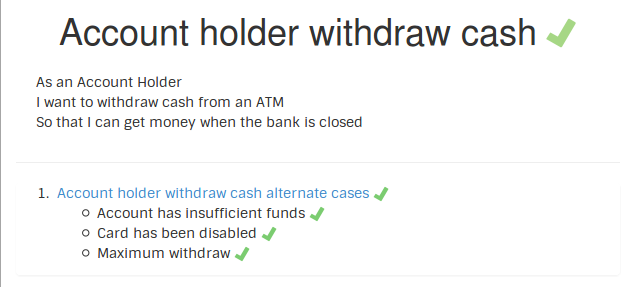 Account holder withdraw cash
As an Account Holder
I want to withdraw cash from an ATM
So that I can get money when the bank is closed
1. Account holder withdraw cash alternate cases
Account has insufficient funds
Card has been disabled
Maximum withdraw